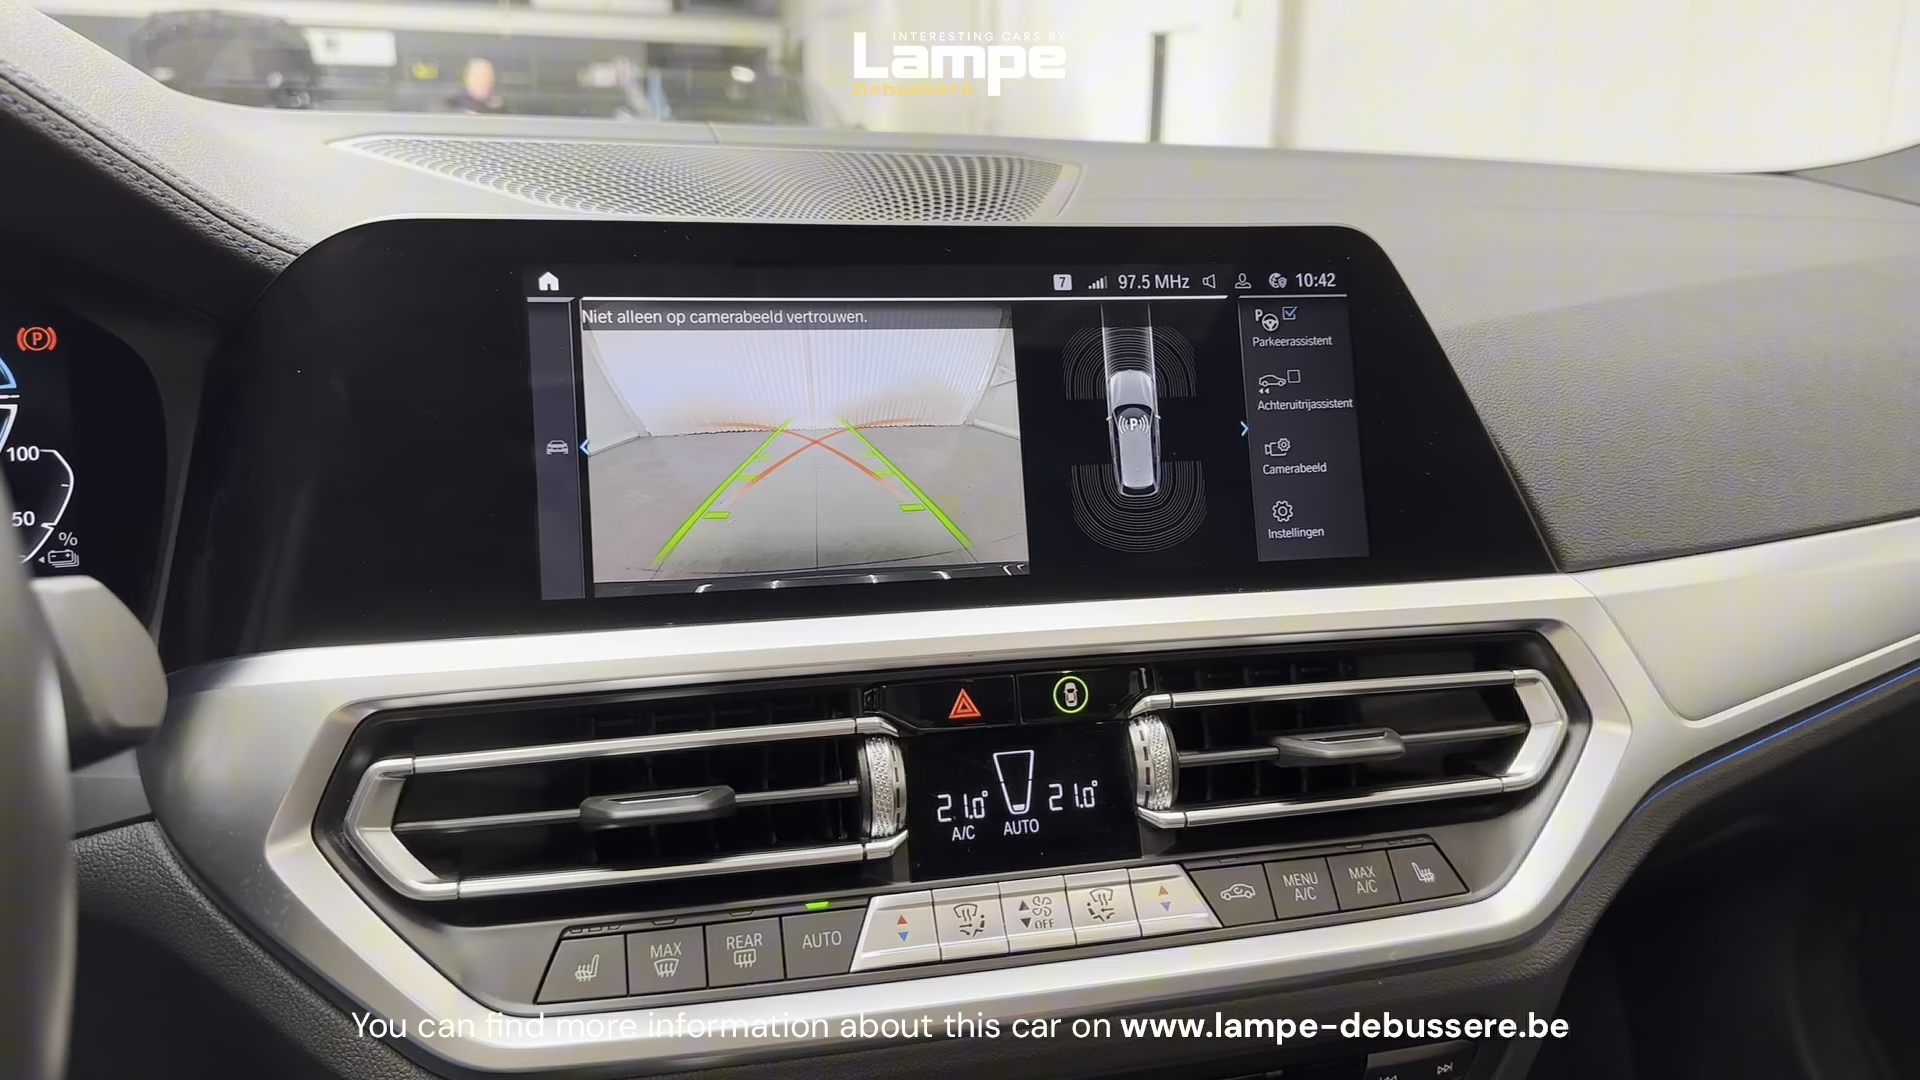 INTERESTING CARS BY
Lampe
Debussere
7 97.5 MHz 10:42
Niet alleen op camerabeeld vertrouwen.
P
Parkeerassistent
Achteruitrijassistent
Camerabeeld
Instellingen
(P)
P
100
50
%
21.0° 21.0°
A/C AUTO
MAX
REAR
AUTO
OFF
MENU
A/C
MAX
A/C
You can find more information about this car on www.lampe-debussere.be